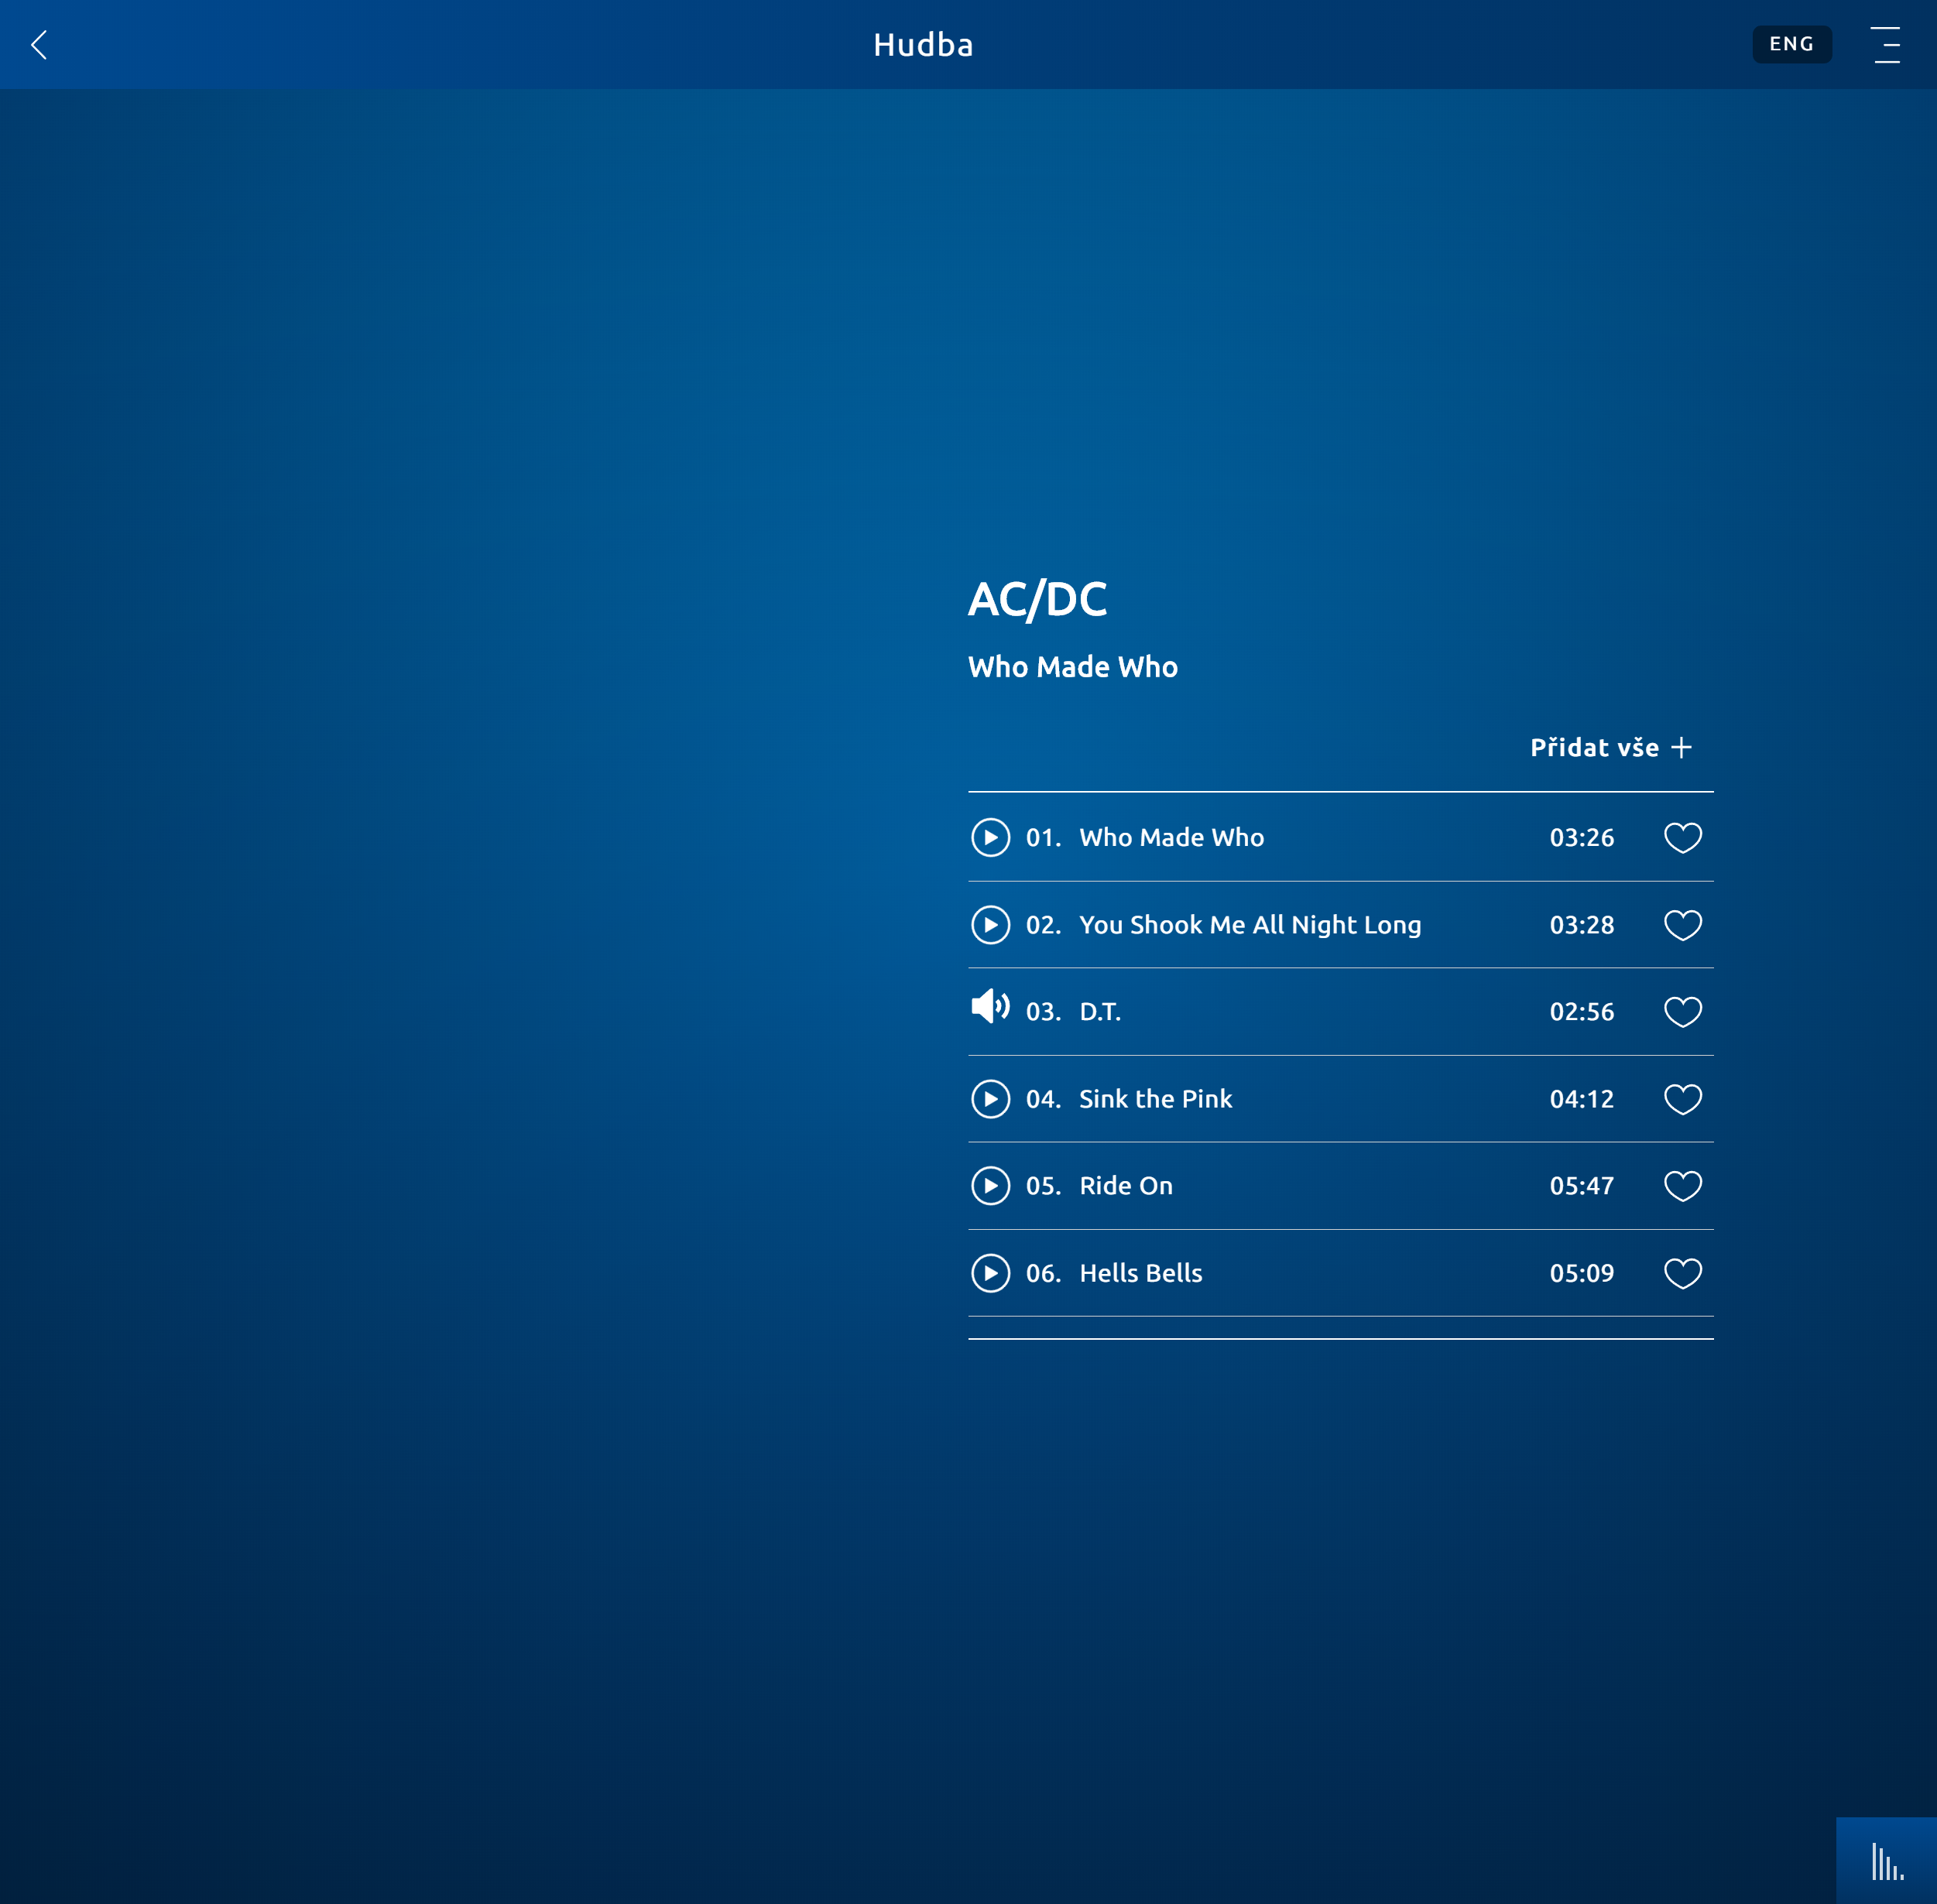 Hudba
ENG
AC/DC
Who Made Who
Přidat vše
01. Who Made Who 03:26
02. You Shook Me All Night Long 03:28
03. D.T. 02:56
04. Sink the Pink 04:12
05. Ride On 05:47
06. Hells Bells 05:09